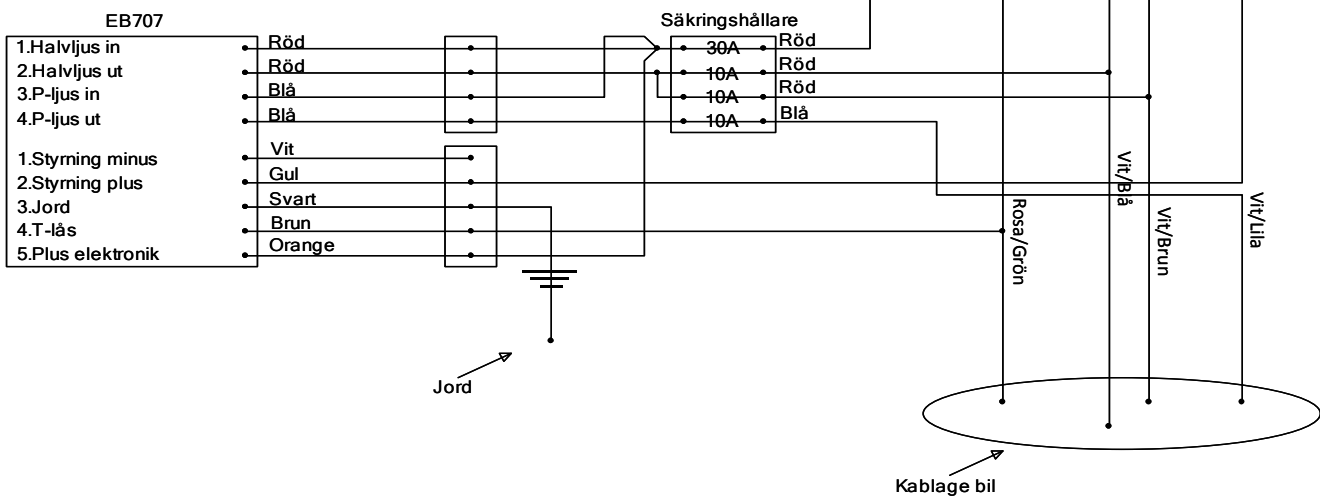 EB707
Säkringshållare
1.Halvljus in
Röd
30A
Röd
2.Halvljus ut
Röd
10A
Röd
3.P-ljus in
Blå
10A
Röd
4.P-ljus ut
Blå
10A
Blå
1.Styrning minus
Vit
2.Styrning plus
Gul
3.Jord
Svart
4.T-lås
Brun
5.Plus elektronik
Orange
Rosa/Grön
Vit/Blå
Vit/Brun
Vit/Lila
Jord
Kablage bil